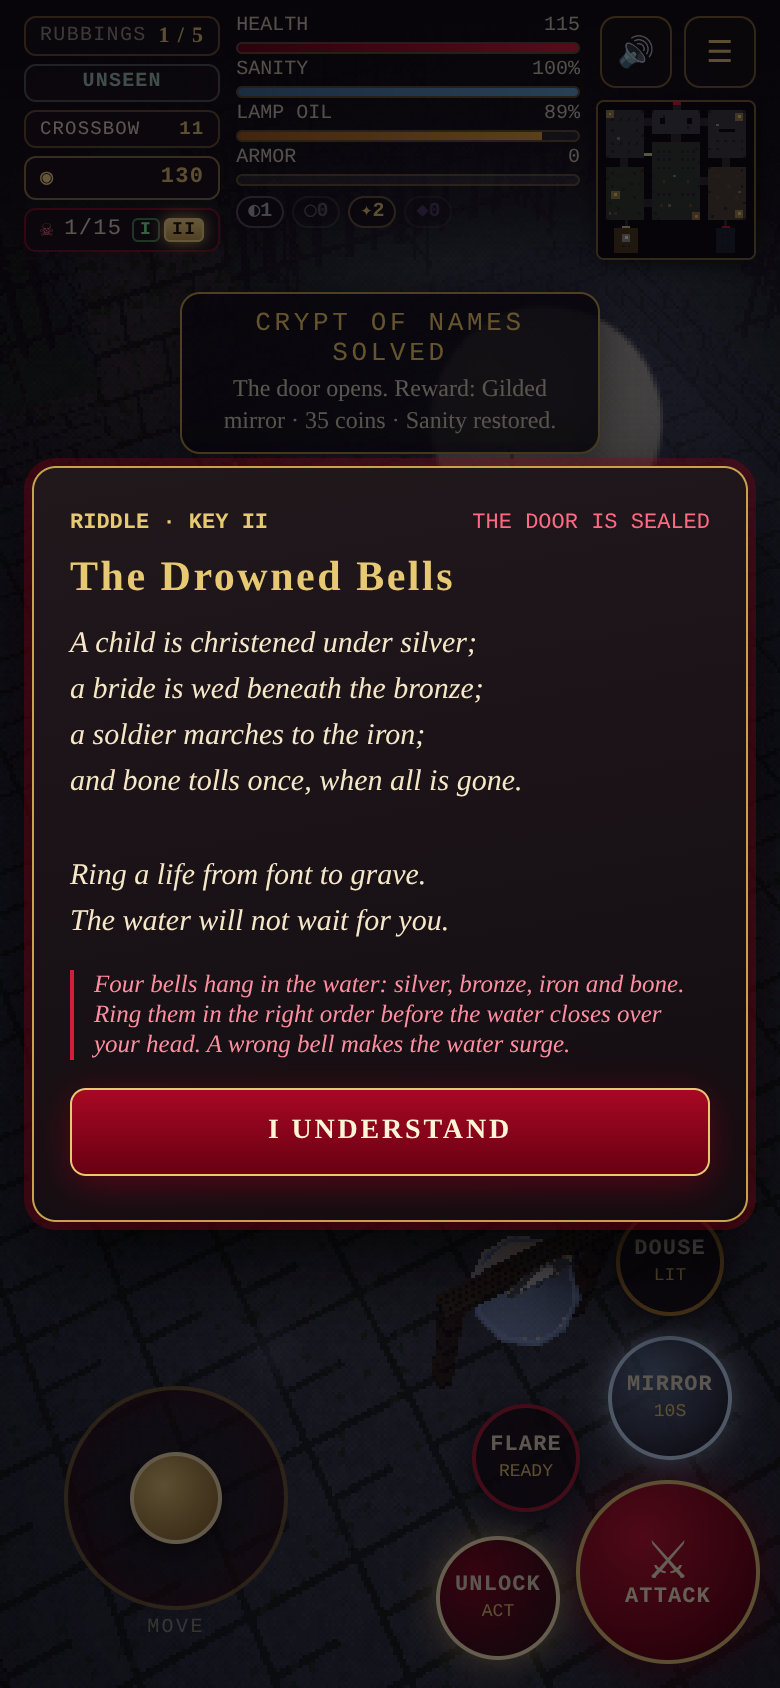 RUBBINGS 1 / 5
UNSEEN
CROSSBOW 11
◉ 130
☠ 1/15 I II
HEALTH 115
SANITY 100%
LAMP OIL 89%
ARMOR 0
◐1 ○0 ✦2 ◆0
CRYPT OF NAMES
SOLVED
The door opens. Reward: Gilded
mirror · 35 coins · Sanity restored.
RIDDLE · KEY II
THE DOOR IS SEALED
The Drowned Bells
A child is christened under silver;
a bride is wed beneath the bronze;
a soldier marches to the iron;
and bone tolls once, when all is gone.
Ring a life from font to grave.
The water will not wait for you.
Four bells hang in the water: silver, bronze, iron and bone.
Ring them in the right order before the water closes over
your head. A wrong bell makes the water surge.
I UNDERSTAND
DOUSE
LIT
MIRROR
10S
FLARE
READY
UNLOCK
ACT
⚔
ATTACK
MOVE